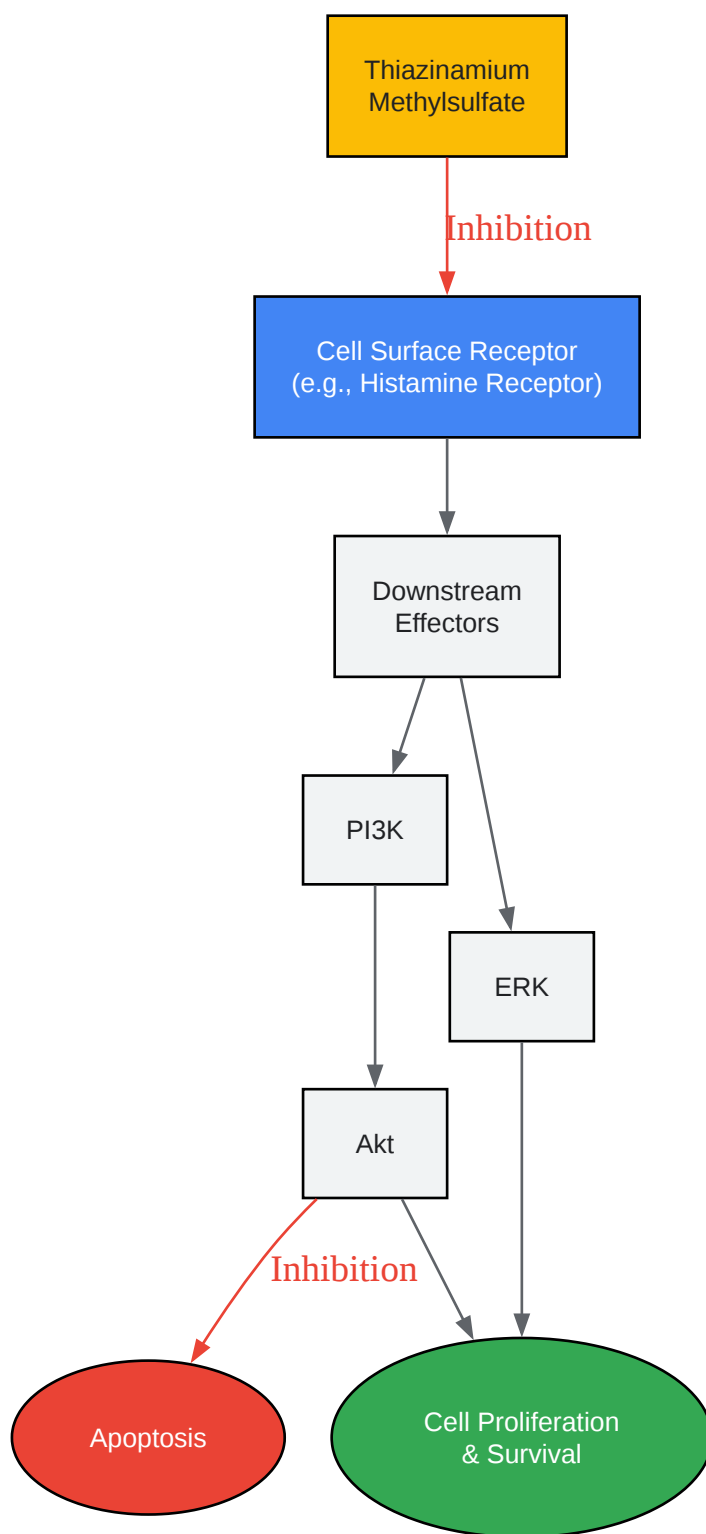 Thiazinamium
Methylsulfate
Inhibition
Cell Surface Receptor
(e.g., Histamine Receptor)
Downstream
Effectors
PI3K
ERK
Akt
Inhibition
Apoptosis
Cell Proliferation
& Survival